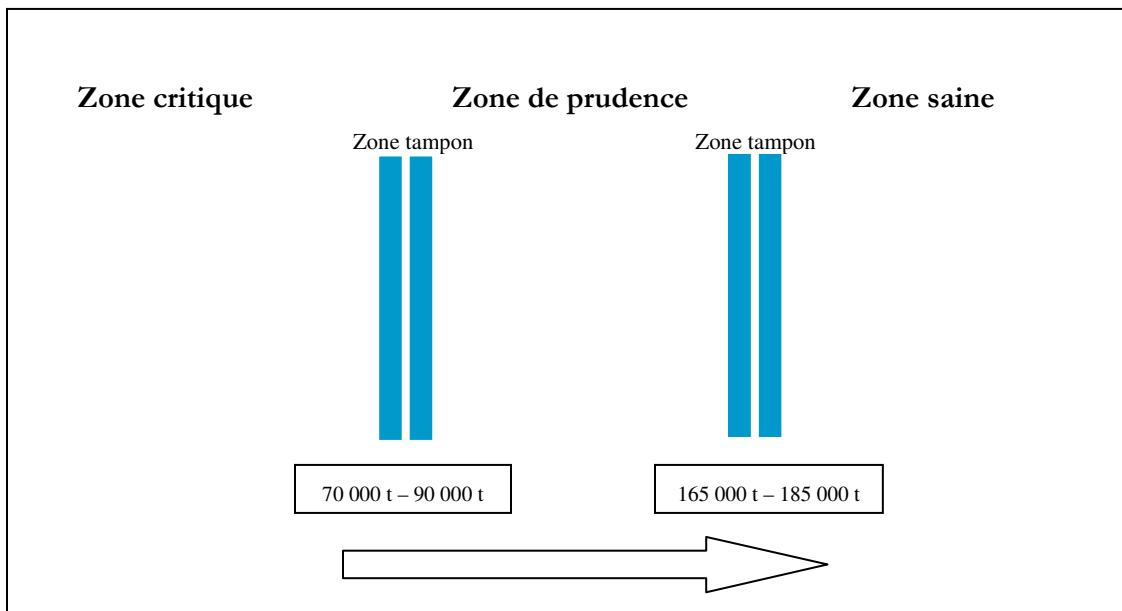 Zone critique Zone de prudence Zone saine
Zone tampon Zone tampon
70 000 t – 90 000 t 165 000 t – 185 000 t